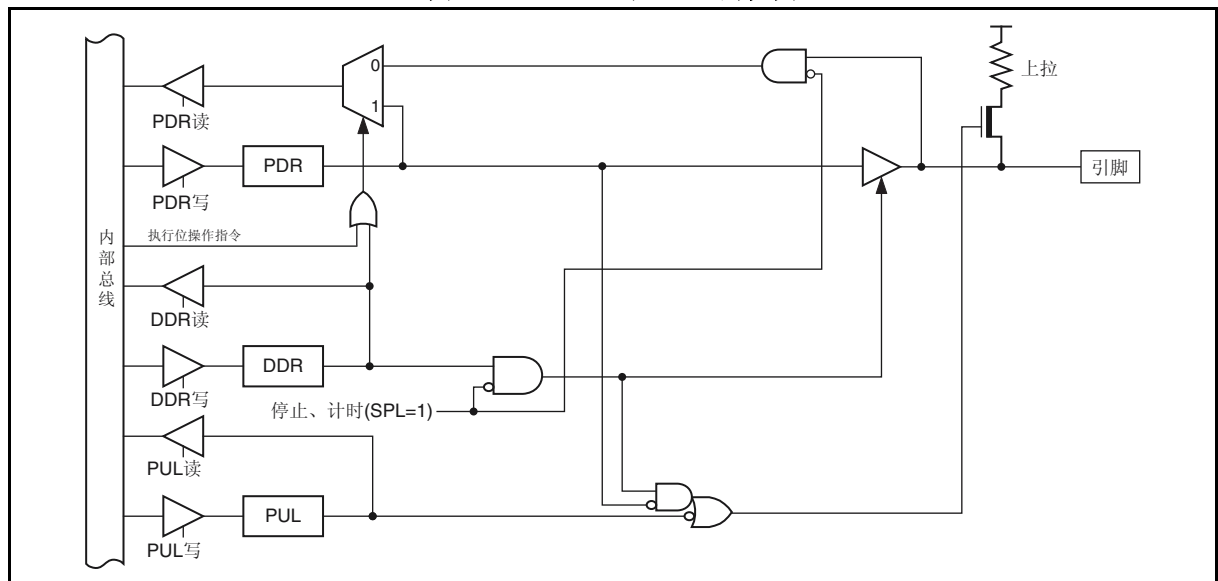 0
上拉
1
PDR读
PDR
引脚
PDR写
执行位操作指令
内部总线
DDR读
DDR
DDR写
停止、计时(SPL=1)
PUL读
PUL
PUL写